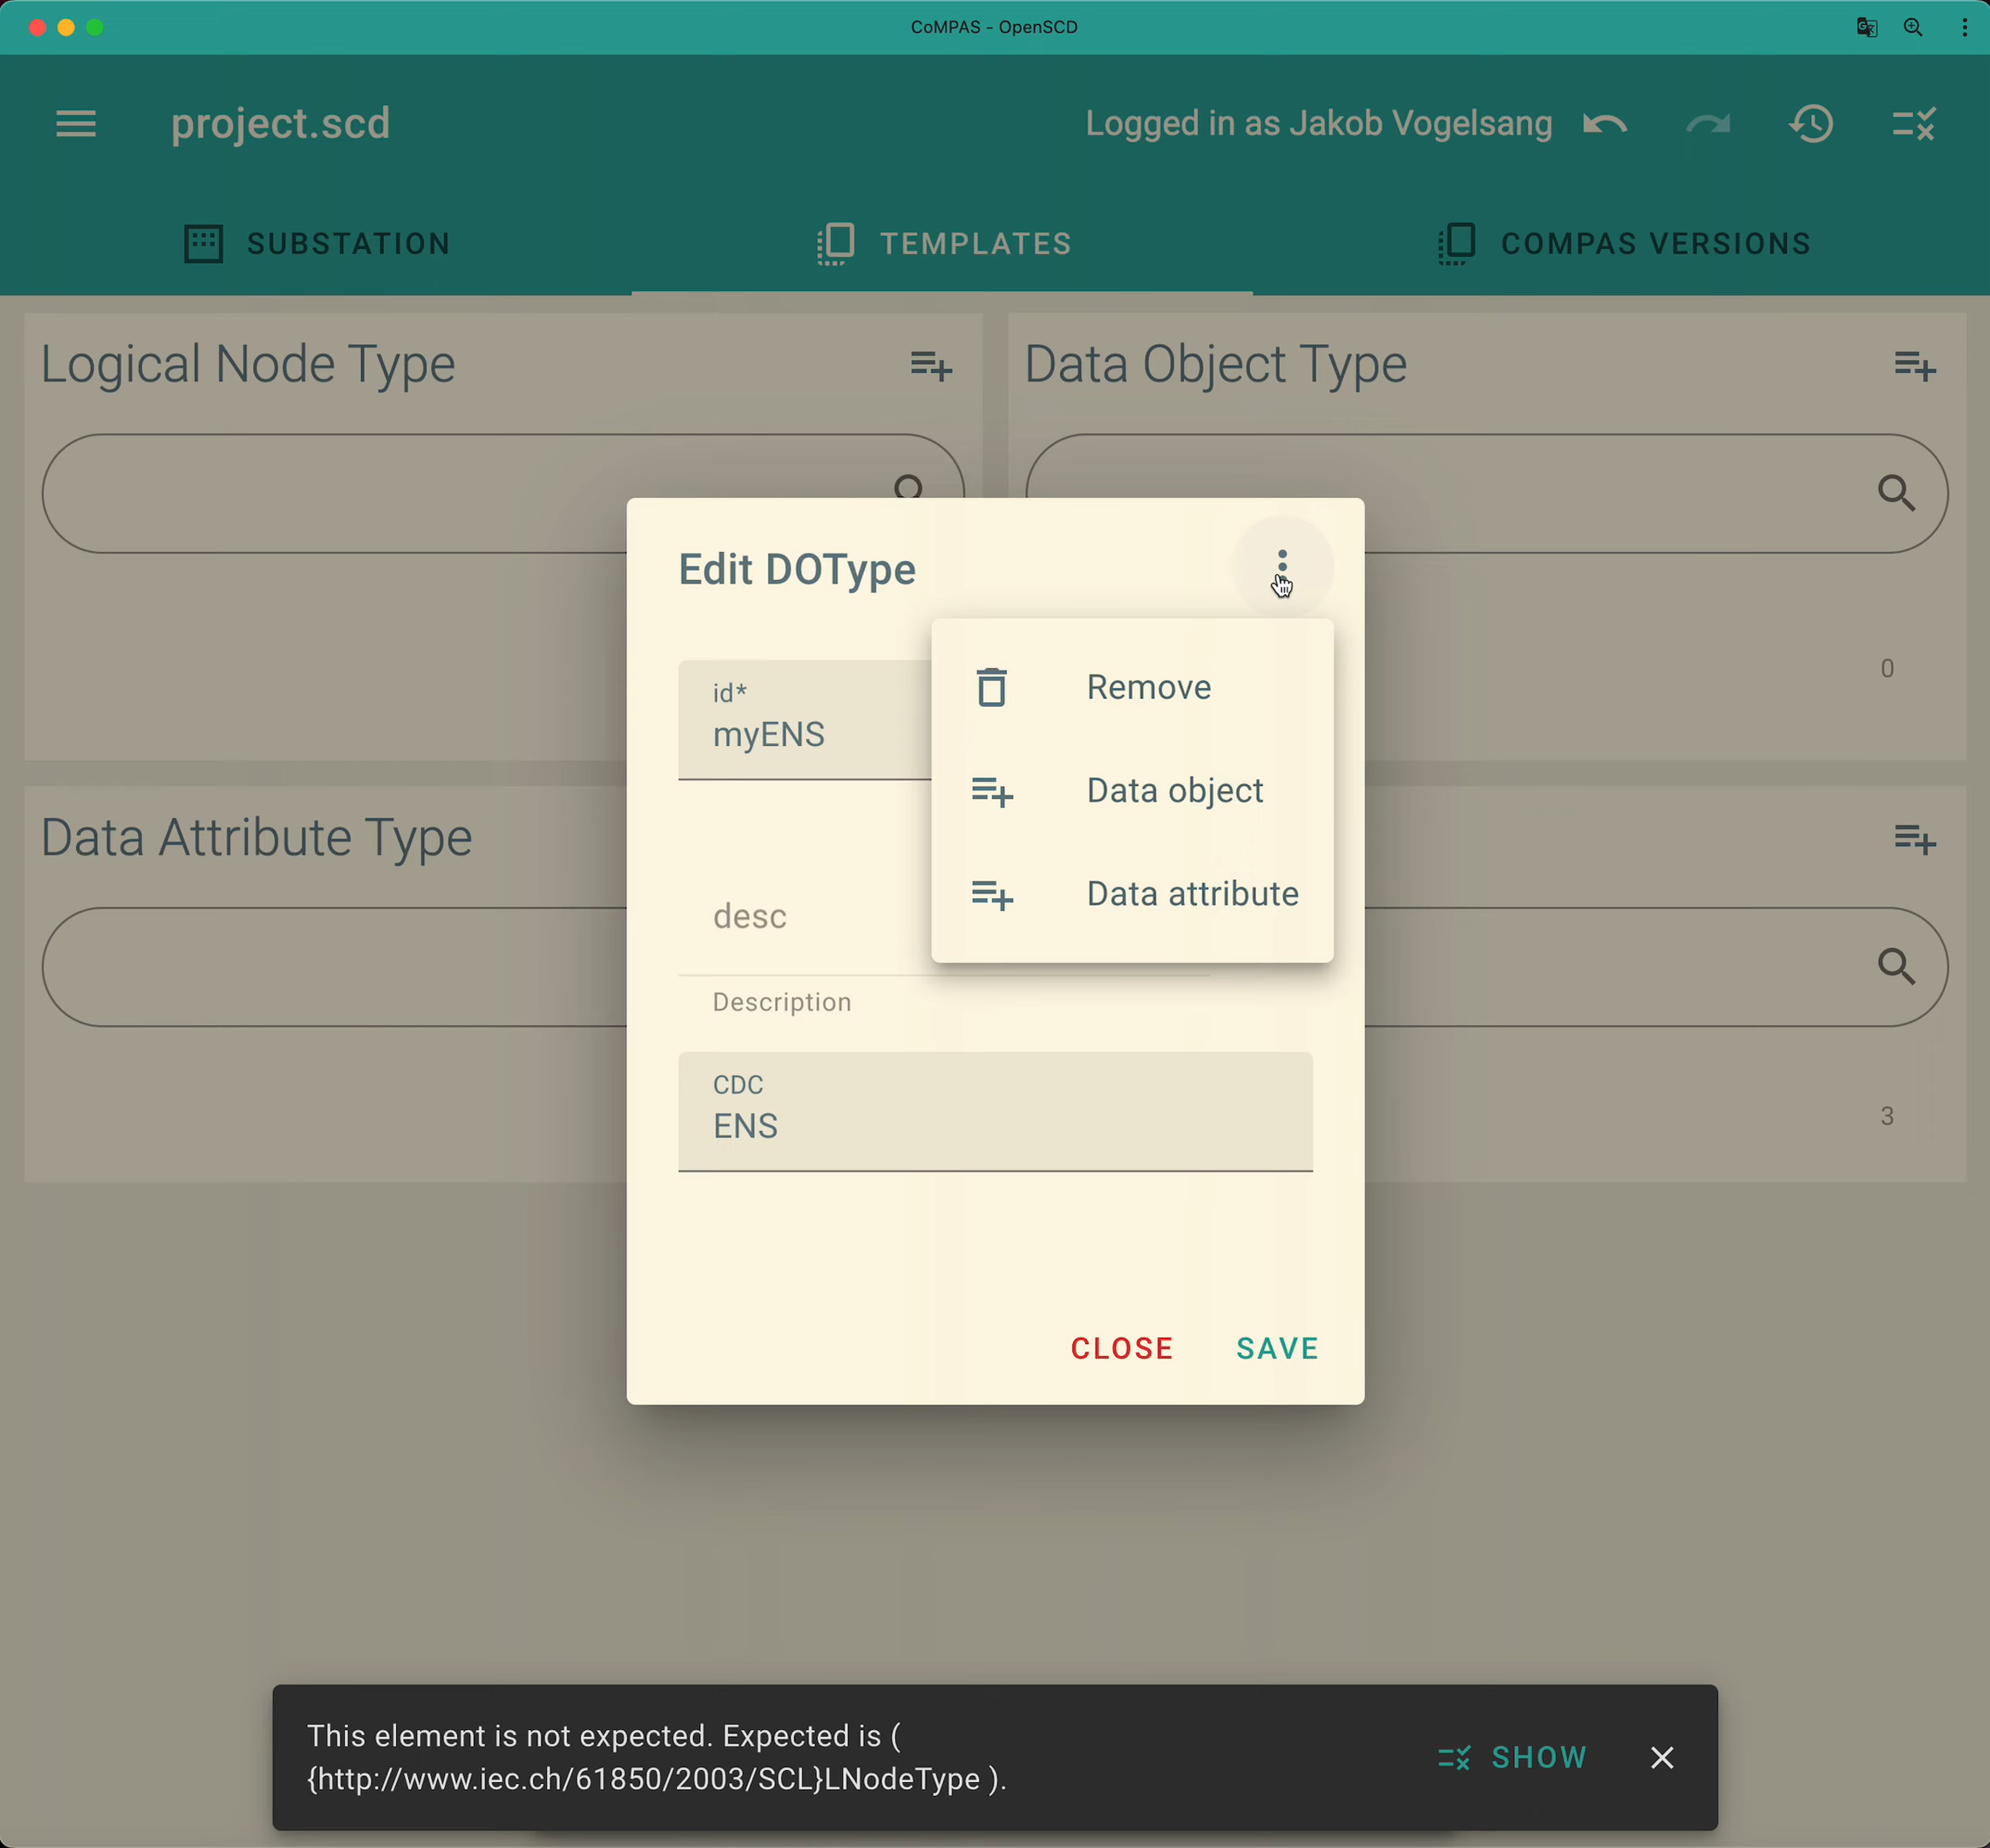 CoMPAS - OpenSCD
project.scd
Logged in as Jakob Vogelsang
SUBSTATION
TEMPLATES
COMPAS VERSIONS
Logical Node Type
Data Object Type
Edit DOType
Remove
0
id*
myENS
Data object
Data Attribute Type
Data attribute
desc
Description
CDC
ENS
3
CLOSE
SAVE
This element is not expected. Expected is (
{http://www.iec.ch/61850/2003/SCL}LNodeType ).
SHOW